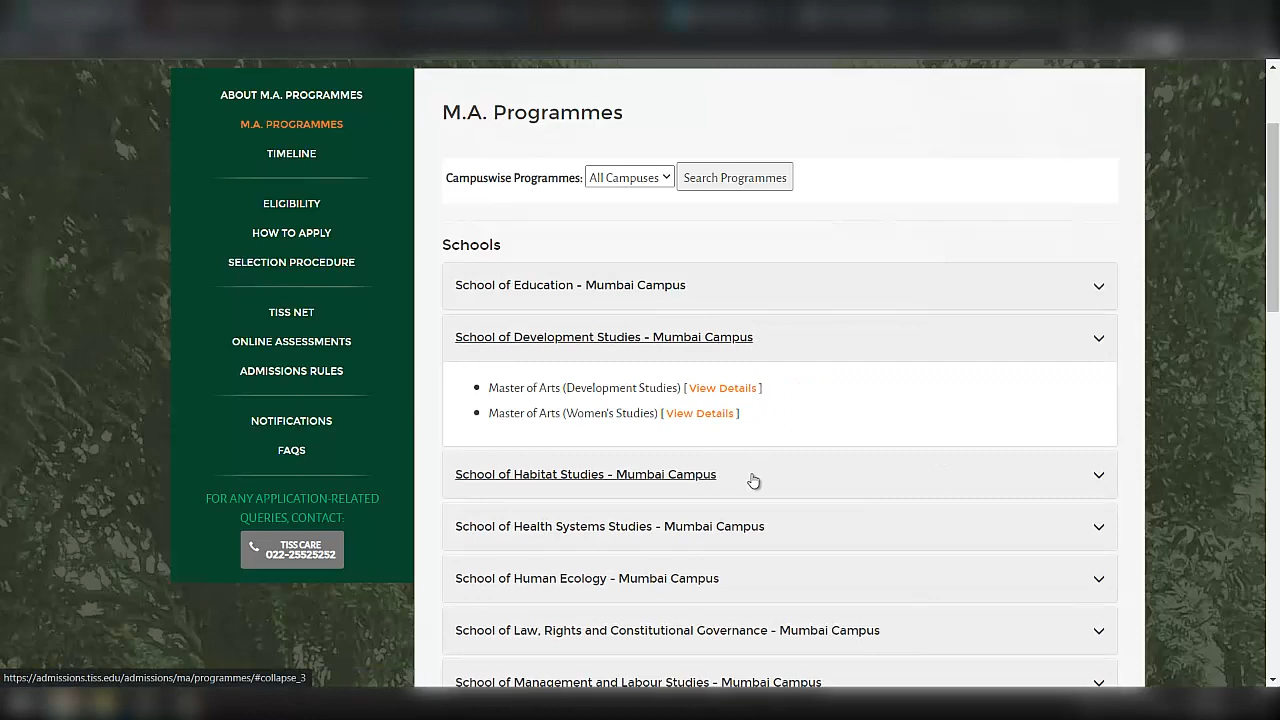 ABOUT M.A. PROGRAMMES
M.A. PROGRAMMES
TIMELINE
ELIGIBILITY
HOW TO APPLY
SELECTION PROCEDURE
TISS NET
ONLINE ASSESSMENTS
ADMISSIONS RULES
NOTIFICATIONS
FAQS
FOR ANY APPLICATION-RELATED
QUERIES, CONTACT:
TISS CARE
022-25525252
M.A. Programmes
Campuswise Programmes: All Campuses Search Programmes
Schools
School of Education - Mumbai Campus
School of Development Studies - Mumbai Campus
Master of Arts (Development Studies) [ View Details ]
Master of Arts (Women's Studies) [ View Details ]
School of Habitat Studies - Mumbai Campus
School of Health Systems Studies - Mumbai Campus
School of Human Ecology - Mumbai Campus
School of Law, Rights and Constitutional Governance - Mumbai Campus
School of Management and Labour Studies - Mumbai Campus
https://admissions.tiss.edu/admissions/ma/programmes/#collapse_3